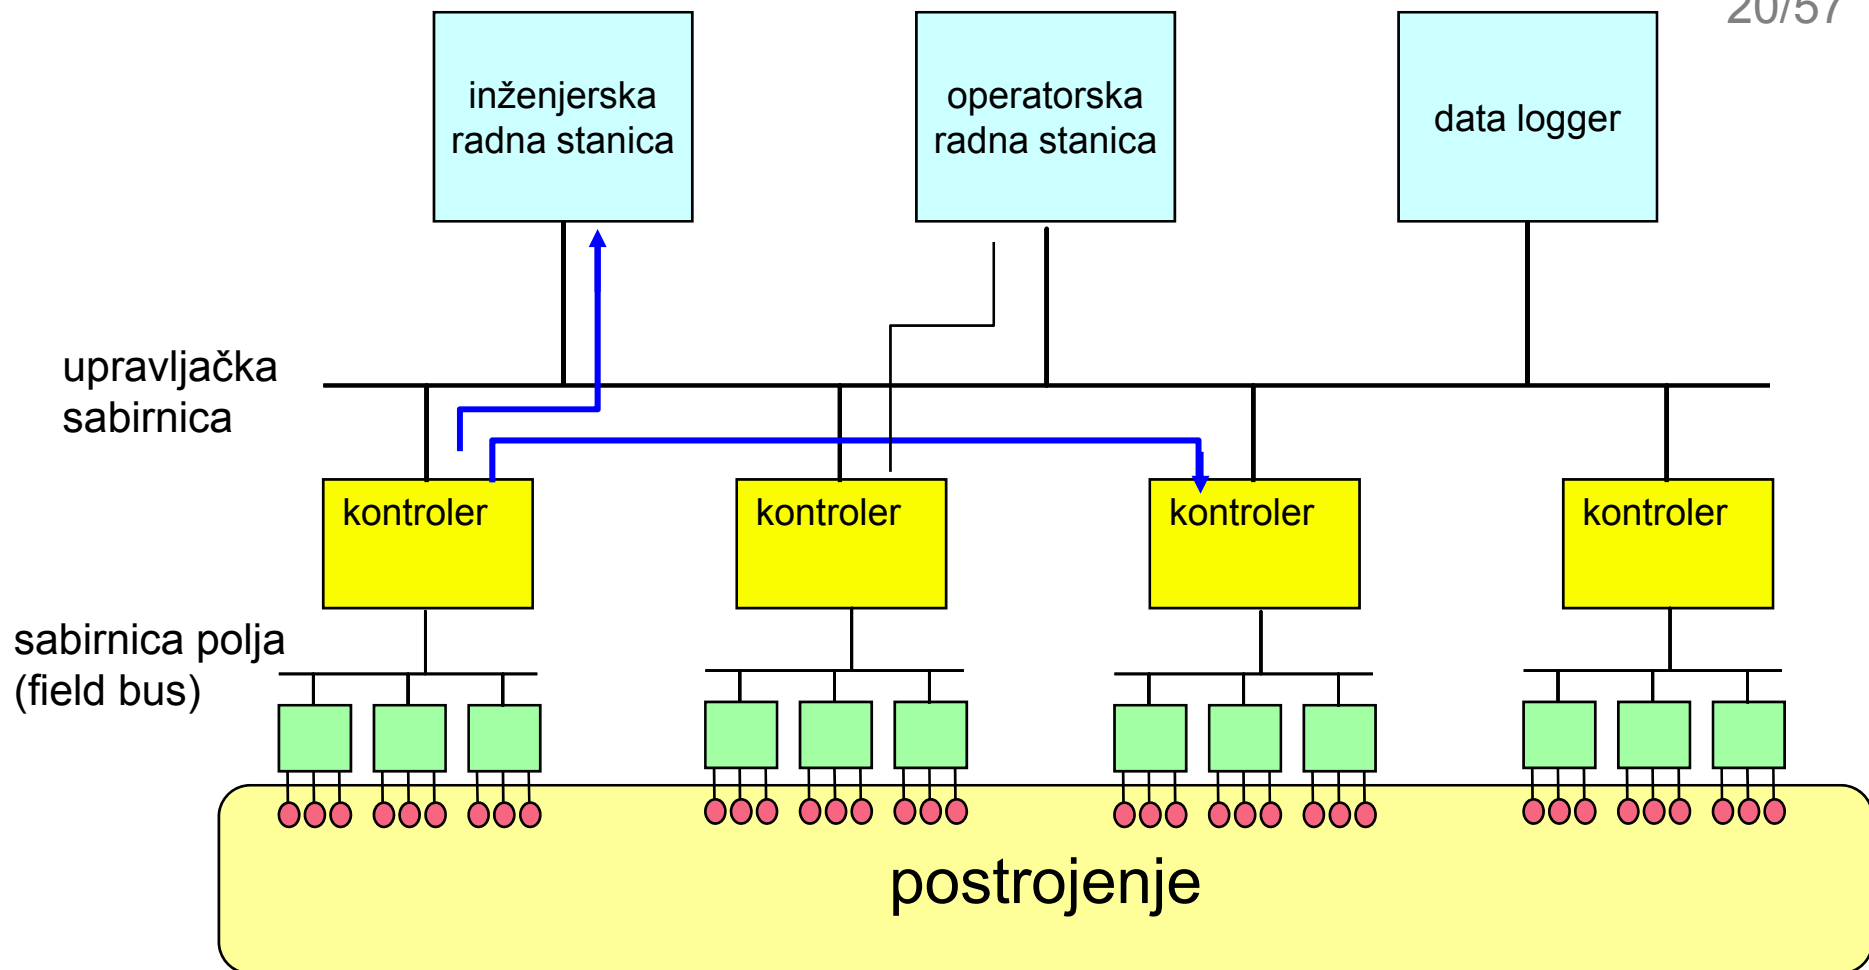 20/57
inženjerska
radna stanica
operatorska
radna stanica
data logger
upravljačka
sabirnica
kontroler
kontroler
kontroler
kontroler
sabirnica polja
(field bus)
postrojenje